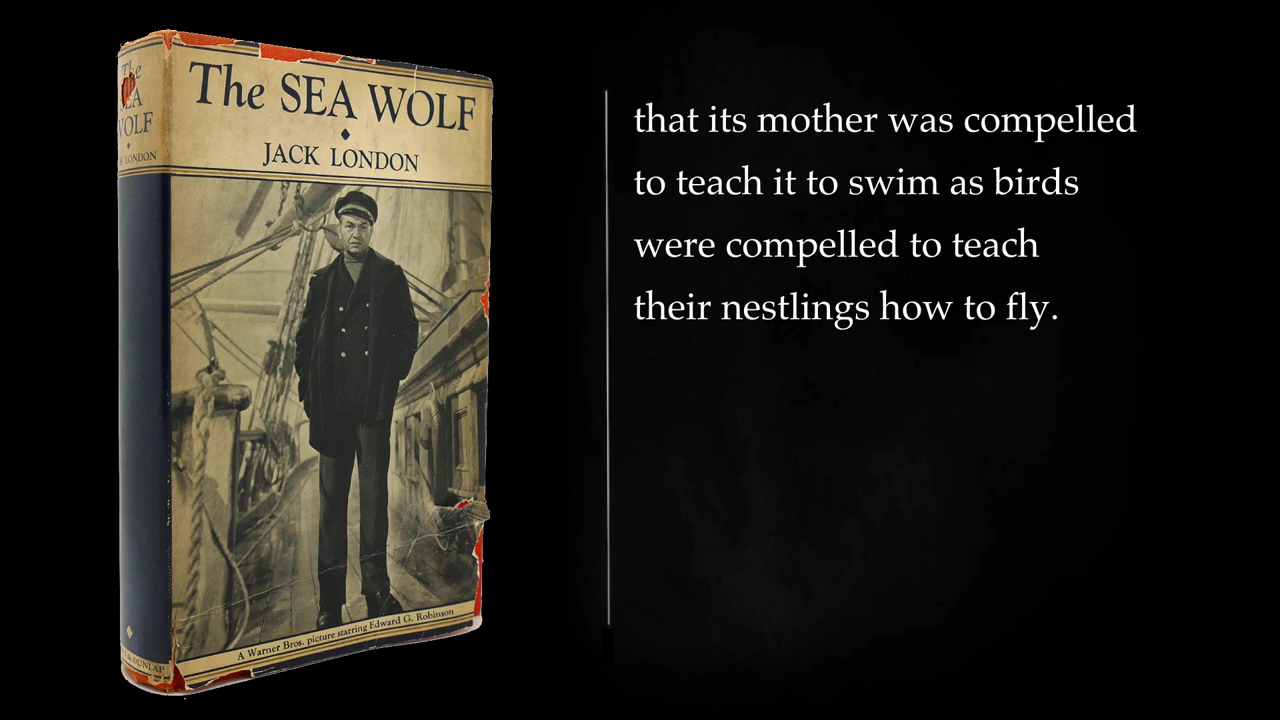 The
SEA
WOLF
LONDON
DUNLAP
The SEA WOLF
JACK LONDON
A Warner Bros. picture starring Edward G. Robinson
that its mother was compelled
to teach it to swim as birds
were compelled to teach
their nestlings how to fly.